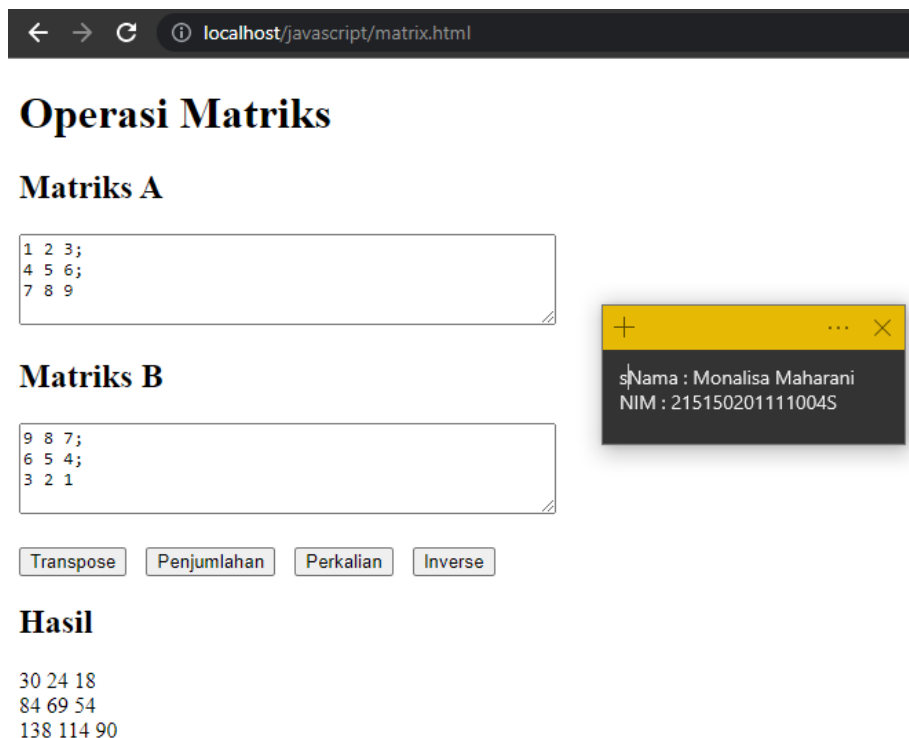 localhost/javascript/matrix.html
Operasi Matriks
Matriks A
1 2 3;
4 5 6;
7 8 9
Matriks B
9 8 7;
6 5 4;
3 2 1
sNama : Monalisa Maharani
NIM : 215150201111004S
Transpose Penjumlahan Perkalian Inverse
Hasil
30 24 18
84 69 54
138 114 90